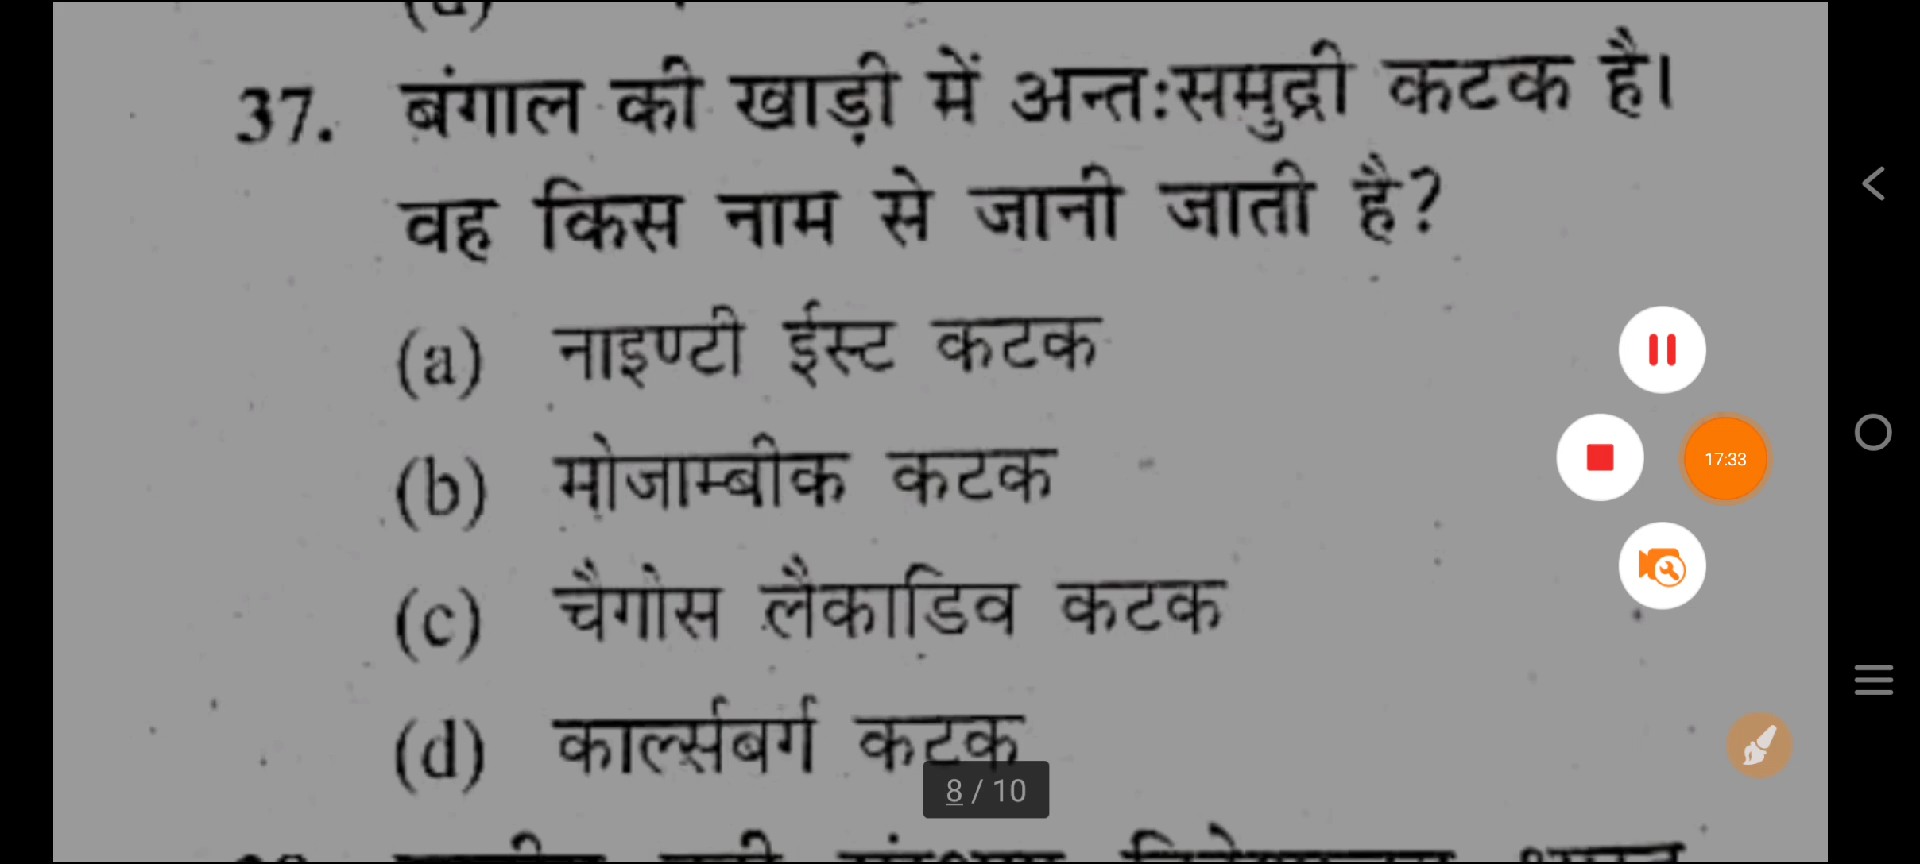 37. बंगाल की खाड़ी में अन्तःसमुद्री कटक है।
वह किस नाम से जानी जाती है?
(a) नाइण्टी ईस्ट कटक
(b) मोजाम्बीक कटक
(c) चैगोस लैकाडिव कटक
(d) कार्ल्सबर्ग कटक
17:33
8 / 10